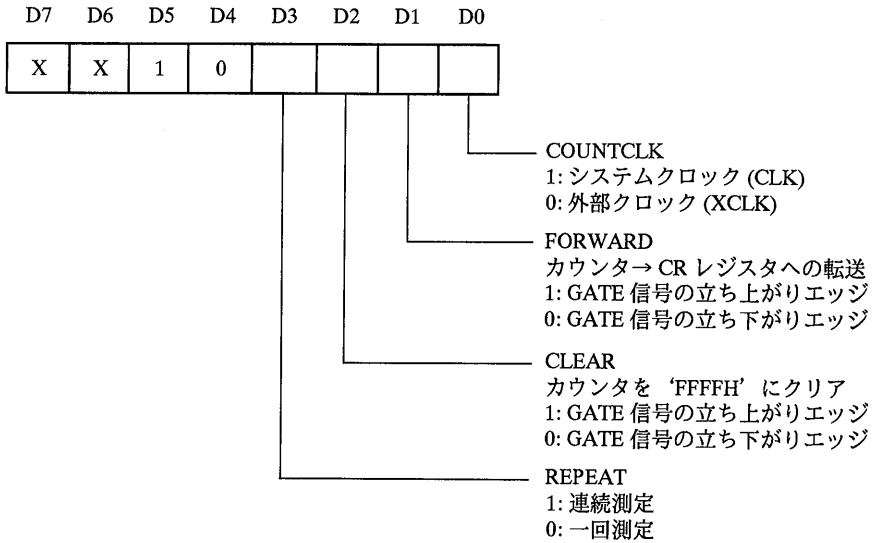 D7 D6 D5 D4 D3 D2 D1 D0
X X 1 0
COUNTCLK
1: システムクロック (CLK)
0: 外部クロック (XCLK)
FORWARD
カウンタ→ CR レジスタへの転送
1: GATE 信号の立ち上がりエッジ
0: GATE 信号の立ち下がりエッジ
CLEAR
カウンタを 'FFFFH' にクリア
1: GATE 信号の立ち上がりエッジ
0: GATE 信号の立ち下がりエッジ
REPEAT
1: 連続測定
0: 一回測定